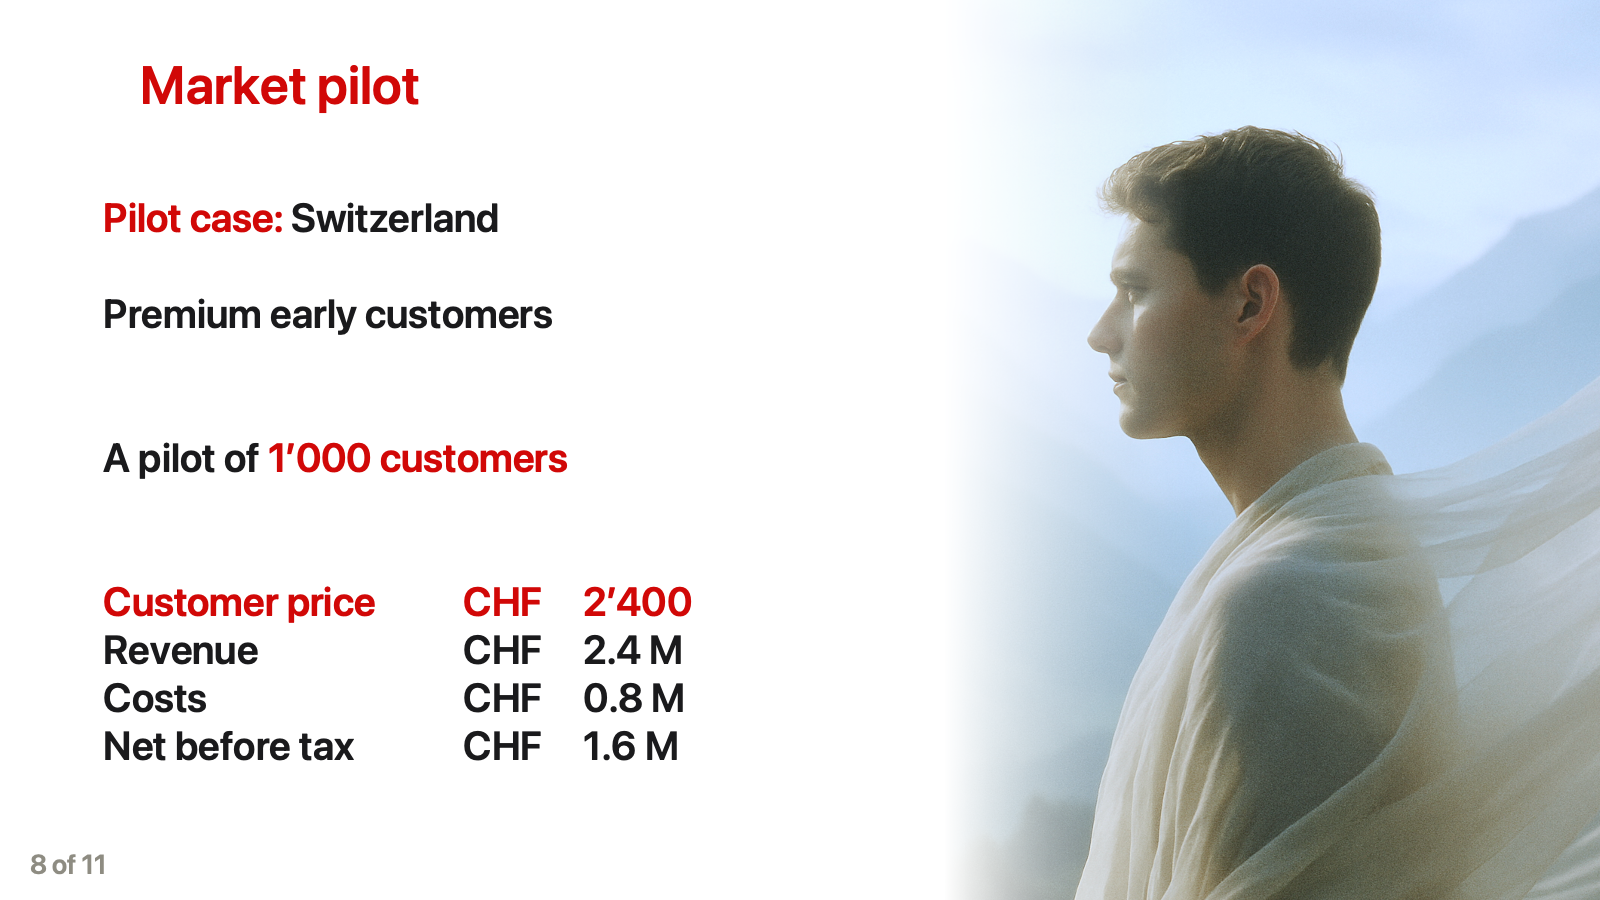 Market pilot
Pilot case: Switzerland
Premium early customers
A pilot of 1’000 customers
Customer price CHF 2’400
Revenue CHF 2.4 M
Costs CHF 0.8 M
Net before tax CHF 1.6 M
8 of 11